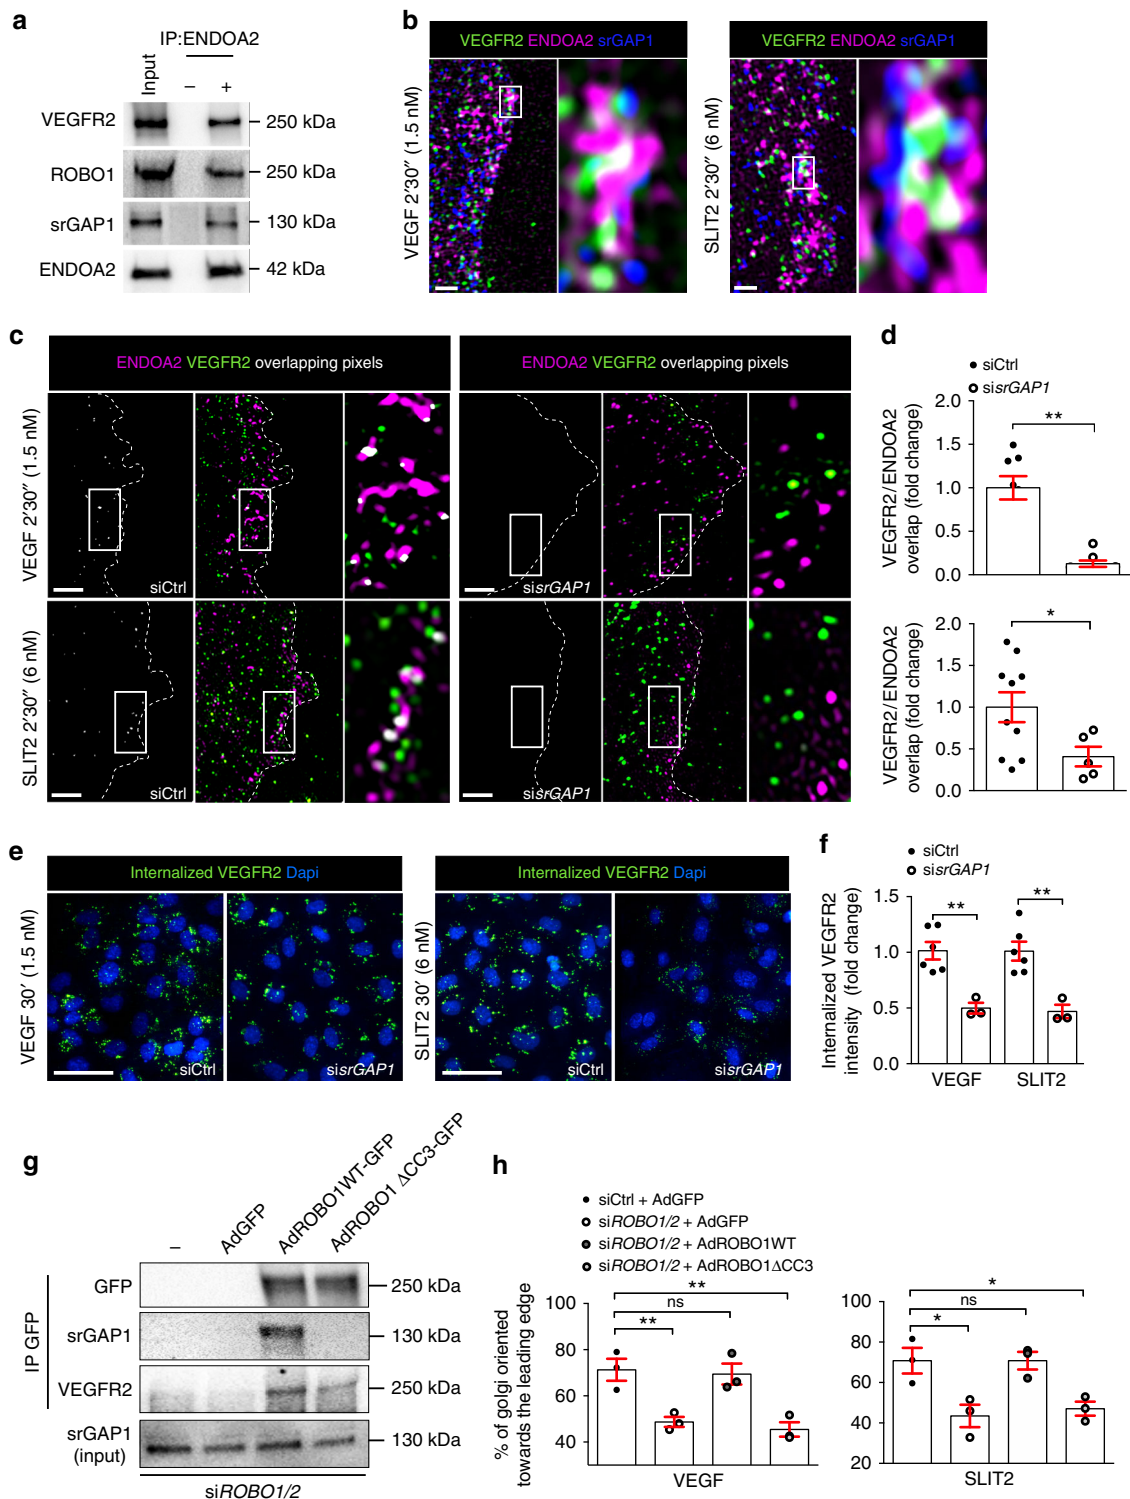 a
IP:ENDOA2
Input
–
+
VEGFR2
250 kDa
ROBO1
250 kDa
srGAP1
130 kDa
ENDOA2
42 kDa
b
VEGFR2 ENDOA2 srGAP1
VEGF 2′30″ (1.5 nM)
VEGFR2 ENDOA2 srGAP1
SLIT2 2′30″ (6 nM)
c
ENDOA2 VEGFR2 overlapping pixels
ENDOA2 VEGFR2 overlapping pixels
VEGF 2′30″ (1.5 nM)
siCtrl
sisrGAP1
SLIT2 2′30″ (6 nM)
siCtrl
sisrGAP1
d
siCtrl
sisrGAP1
VEGFR2/ENDOA2
overlap (fold change)
2.0
1.5
1.0
0.5
0.0
**
VEGFR2/ENDOA2
overlap (fold change)
2.0
1.5
1.0
0.5
0.0
*
e
Internalized VEGFR2 Dapi
Internalized VEGFR2 Dapi
VEGF 30′ (1.5 nM)
siCtrl
sisrGAP1
SLIT2 30′ (6 nM)
siCtrl
sisrGAP1
f
siCtrl
sisrGAP1
Internalized VEGFR2
intensity (fold change)
1.5
1.0
0.5
0.0
**
**
VEGF
SLIT2
g
–
AdGFP
AdROBO1WT-GFP
AdROBO1 ΔCC3-GFP
IP GFP
GFP
250 kDa
srGAP1
130 kDa
VEGFR2
250 kDa
srGAP1
(input)
130 kDa
siROBO1/2
h
siCtrl + AdGFP
siROBO1/2 + AdGFP
siROBO1/2 + AdROBO1WT
siROBO1/2 + AdROBO1ΔCC3
% of golgi oriented
towards the leading edge
100
80
60
40
**
ns
**
VEGF
100
80
60
40
20
*
ns
*
SLIT2